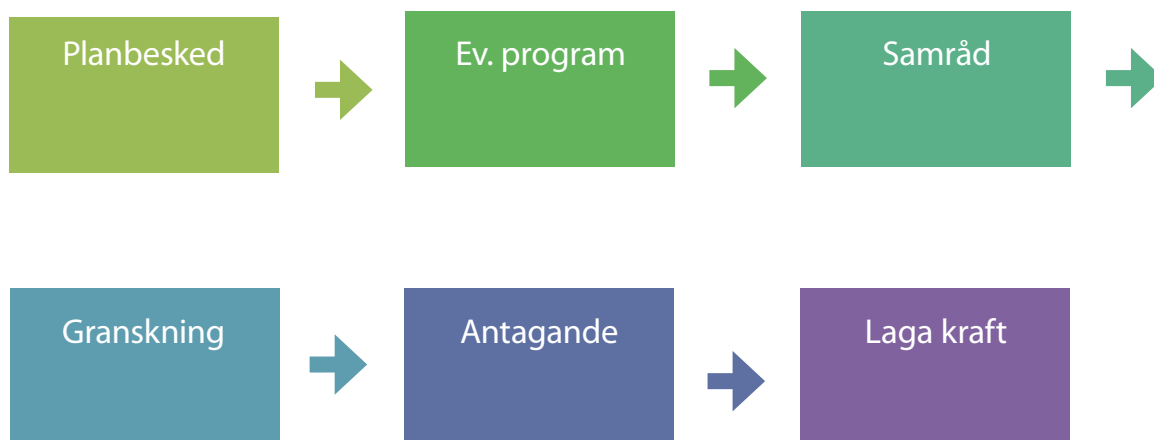 Planbesked
Ev. program
Samråd
Granskning
Antagande
Laga kraft